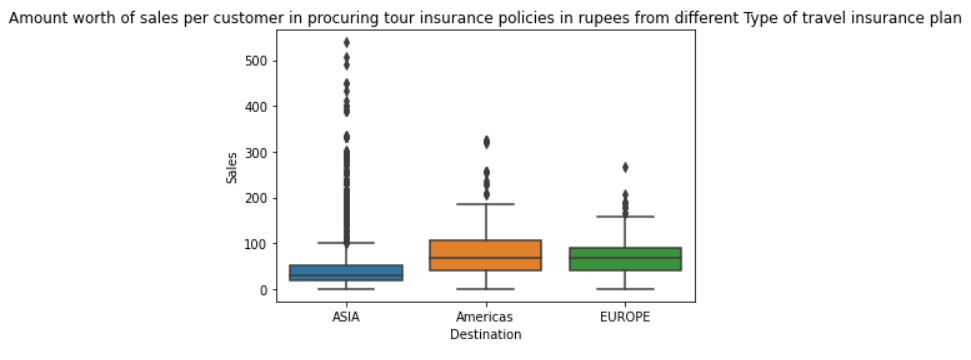 Amount worth of sales per customer in procuring tour insurance policies in rupees from different Type of travel insurance plan
500
400
300
200
100
0
Sales
ASIA
Americas
EUROPE
Destination